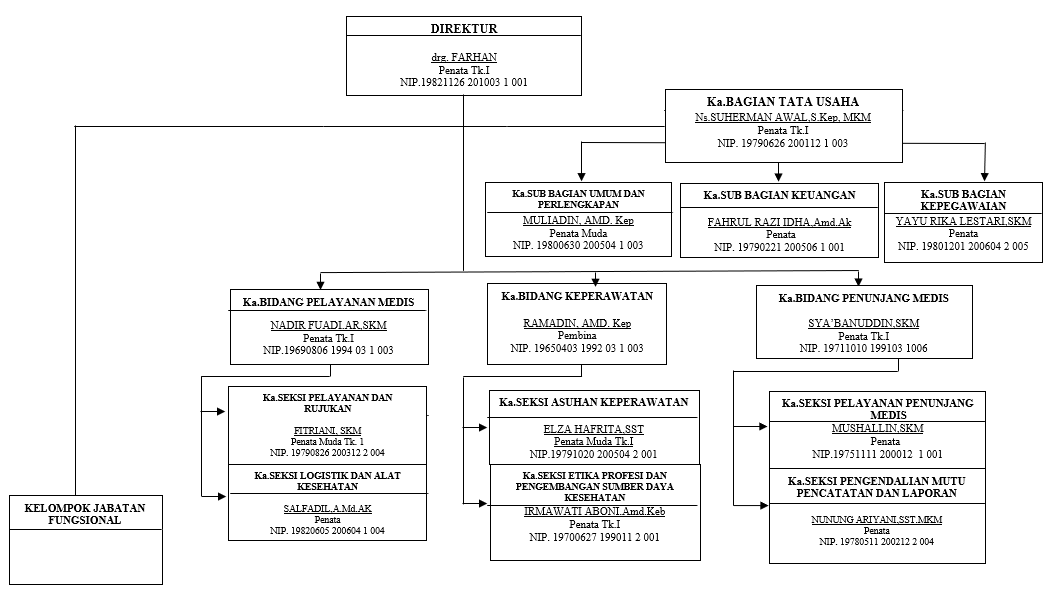 DIREKTUR
drg. FARHAN
Penata Tk.I
NIP.19821126 201003 1 001
Ka.BAGIAN TATA USAHA
Ns.SUHERMAN AWAL,S.Kep, MKM
Penata Tk.I
NIP. 19790626 200112 1 003
Ka.SUB BAGIAN UMUM DAN
PERLENGKAPAN
MULIADIN, AMD. Kep
Penata Muda
NIP. 19800630 200504 1 003
Ka.SUB BAGIAN KEUANGAN
FAHRUL RAZI IDHA,Amd.Ak
Penata
NIP. 19790221 200506 1 001
Ka.SUB BAGIAN
KEPEGAWAIAN
YAYU RIKA LESTARI,SKM
Penata
NIP. 19801201 200604 2 005
Ka.BIDANG PELAYANAN MEDIS
NADIR FUADI.AR,SKM
Penata Tk.I
NIP.19690806 1994 03 1 003
Ka.BIDANG KEPERAWATAN
RAMADIN, AMD. Kep
Pembina
NIP. 19650403 1992 03 1 003
Ka.BIDANG PENUNJANG MEDIS
SYA’BANUDDIN,SKM
Penata Tk.I
NIP. 19711010 199103 1006
Ka.SEKSI PELAYANAN DAN
RUJUKAN
FITRIANI, SKM
Penata Muda Tk. 1
NIP. 19790826 200312 2 004
Ka.SEKSI LOGISTIK DAN ALAT
KESEHATAN
SALFADIL,A.Md.AK
Penata
NIP. 19820605 200604 1 004
Ka.SEKSI ASUHAN KEPERAWATAN
ELZA HAFRITA,SST
Penata Muda Tk.I
NIP.19791020 200504 2 001
Ka.SEKSI ETIKA PROFESI DAN
PENGEMBANGAN SUMBER DAYA
KESEHATAN
IRMAWATI ABONI.Amd.Keb
Penata Tk.I
NIP. 19700627 199011 2 001
Ka.SEKSI PELAYANAN PENUNJANG
MEDIS
MUSHALLIN,SKM
Penata
NIP.19751111 200012 1 001
Ka.SEKSI PENGENDALIAN MUTU
PENCATATAN DAN LAPORAN
NUNUNG ARIYANI,SST.MKM
Penata
NIP. 19780511 200212 2 004
KELOMPOK JABATAN
FUNGSIONAL